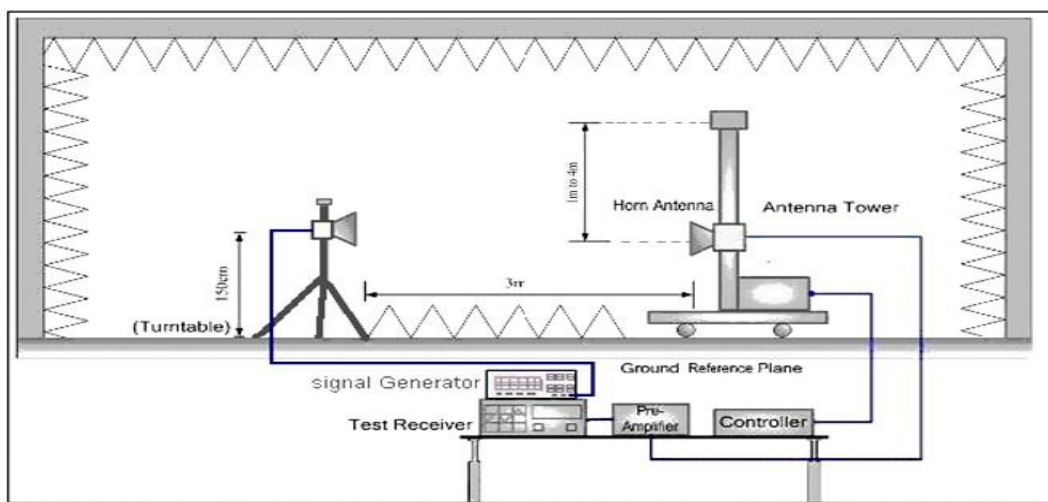 1m to 4m
Horn Antenna
Antenna Tower
150cm
3m
(Turntable)
Ground Reference Plane
signal Generator
Test Receiver
Pre-
Amplifier
Controller